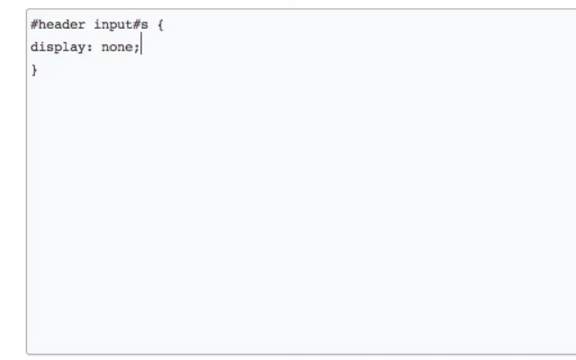 #header input#s {
display: none;
}